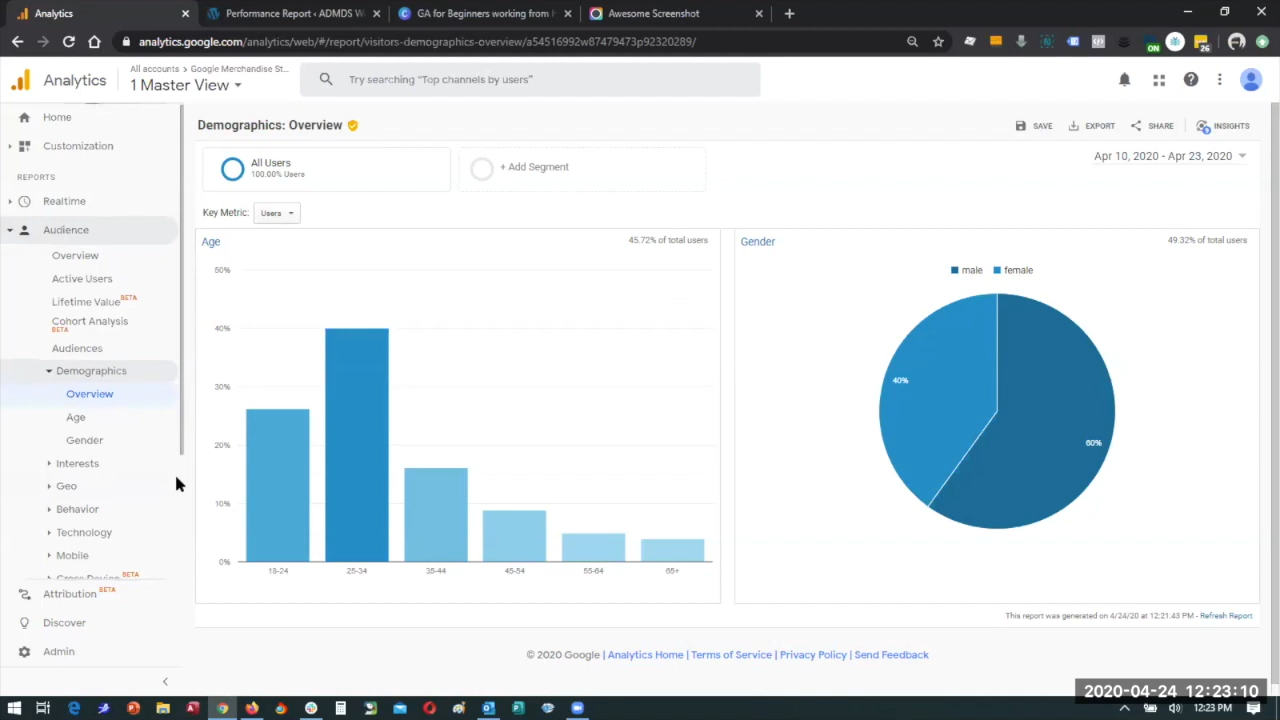 Analytics
Performance Report ‹ ADMDS W
GA for Beginners working from H
Awesome Screenshot
analytics.google.com/analytics/web/#/report/visitors-demographics-overview/a54516992w87479473p92320289/
ON
26
Analytics
All accounts > Google Merchandise St...
1 Master View
Try searching "Top channels by users"
Home
Customization
REPORTS
Realtime
Audience
Overview
Active Users
Lifetime Value BETA
Cohort Analysis
BETA
Audiences
Demographics
Overview
Age
Gender
Interests
Geo
Behavior
Technology
Mobile
Cross Device BETA
Attribution BETA
Discover
Admin
Demographics: Overview
SAVE
EXPORT
SHARE
INSIGHTS
All Users
100.00% Users
+ Add Segment
Apr 10, 2020 - Apr 23, 2020
Key Metric:
Users
Age
45.72% of total users
50%
40%
30%
20%
10%
0%
18-24
25-34
35-44
45-54
55-64
65+
Gender
49.32% of total users
male
female
40%
60%
This report was generated on 4/24/20 at 12:21:43 PM - Refresh Report
© 2020 Google | Analytics Home | Terms of Service | Privacy Policy | Send Feedback
2020-04-24 12:23:10
12:23 PM